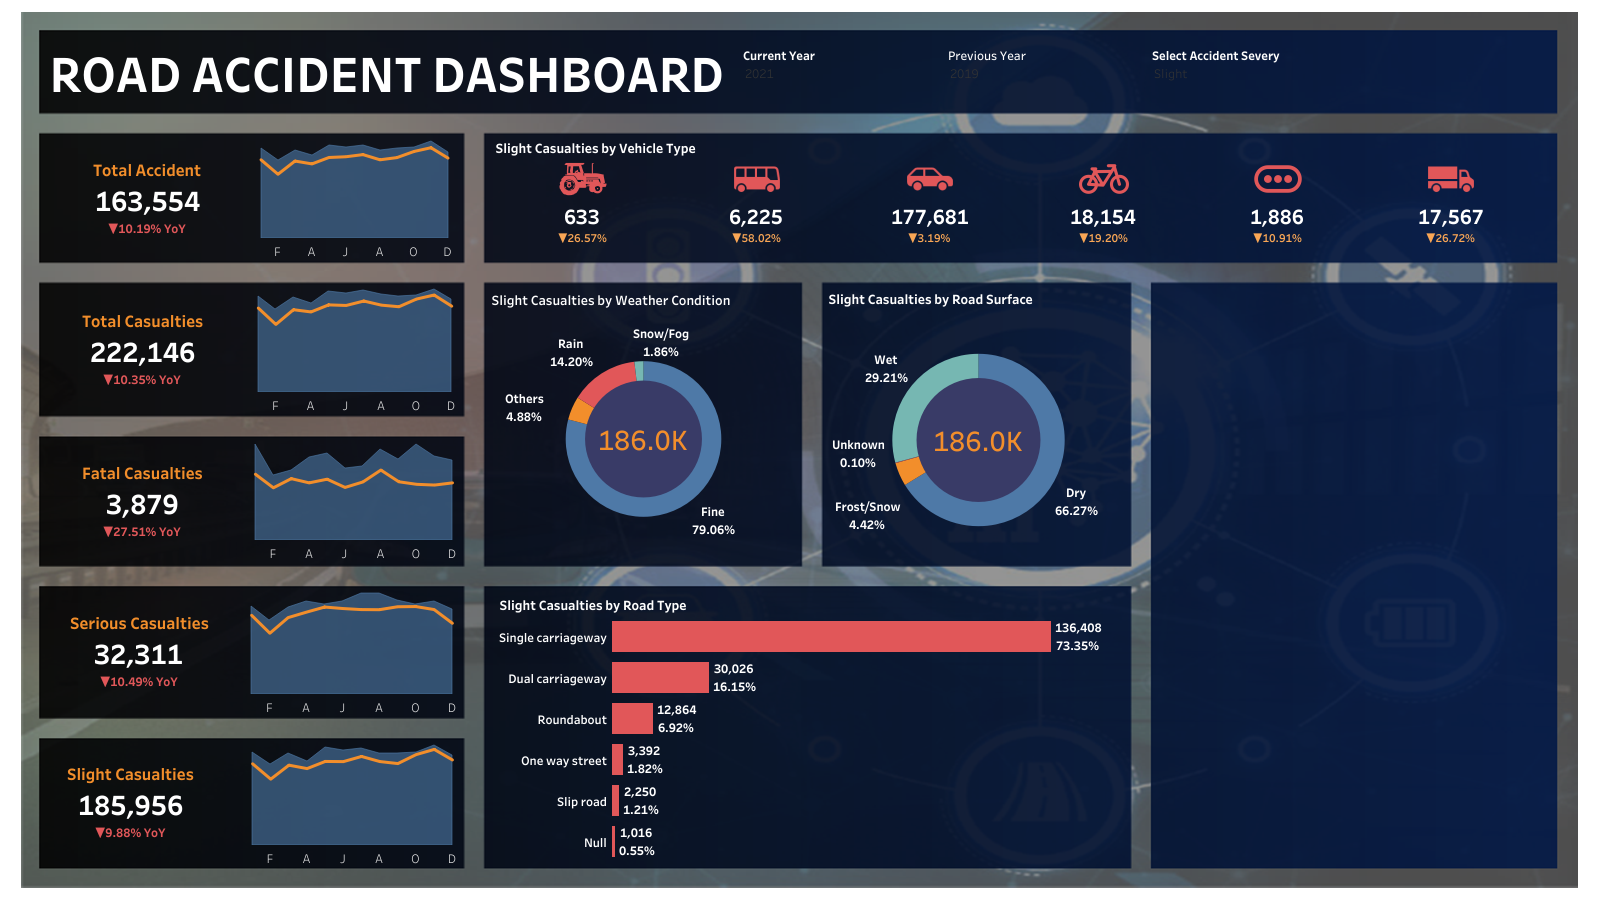 ROAD ACCIDENT DASHBOARD
Current Year
2021
Previous Year
2019
Select Accident Severy
Slight
Total Accident
163,554
▼10.19% YoY
F A J A O D
Total Casualties
222,146
▼10.35% YoY
F A J A O D
Fatal Casualties
3,879
▼27.51% YoY
F A J A O D
Serious Casualties
32,311
▼10.49% YoY
F A J A O D
Slight Casualties
185,956
▼9.88% YoY
F A J A O D
Slight Casualties by Vehicle Type
633 6,225 177,681 18,154 1,886 17,567
▼26.57% ▼58.02% ▼3.19% ▼19.20% ▼10.91% ▼26.72%
Slight Casualties by Weather Condition
Snow/Fog
1.86%
Rain
14.20%
Others
4.88%
186.0K
Fine
79.06%
Slight Casualties by Road Surface
Wet
29.21%
Unknown
0.10%
186.0K
Frost/Snow
4.42%
Dry
66.27%
Slight Casualties by Road Type
Single carriageway
136,408
73.35%
Dual carriageway
30,026
16.15%
Roundabout
12,864
6.92%
One way street
3,392
1.82%
Slip road
2,250
1.21%
Null
1,016
0.55%